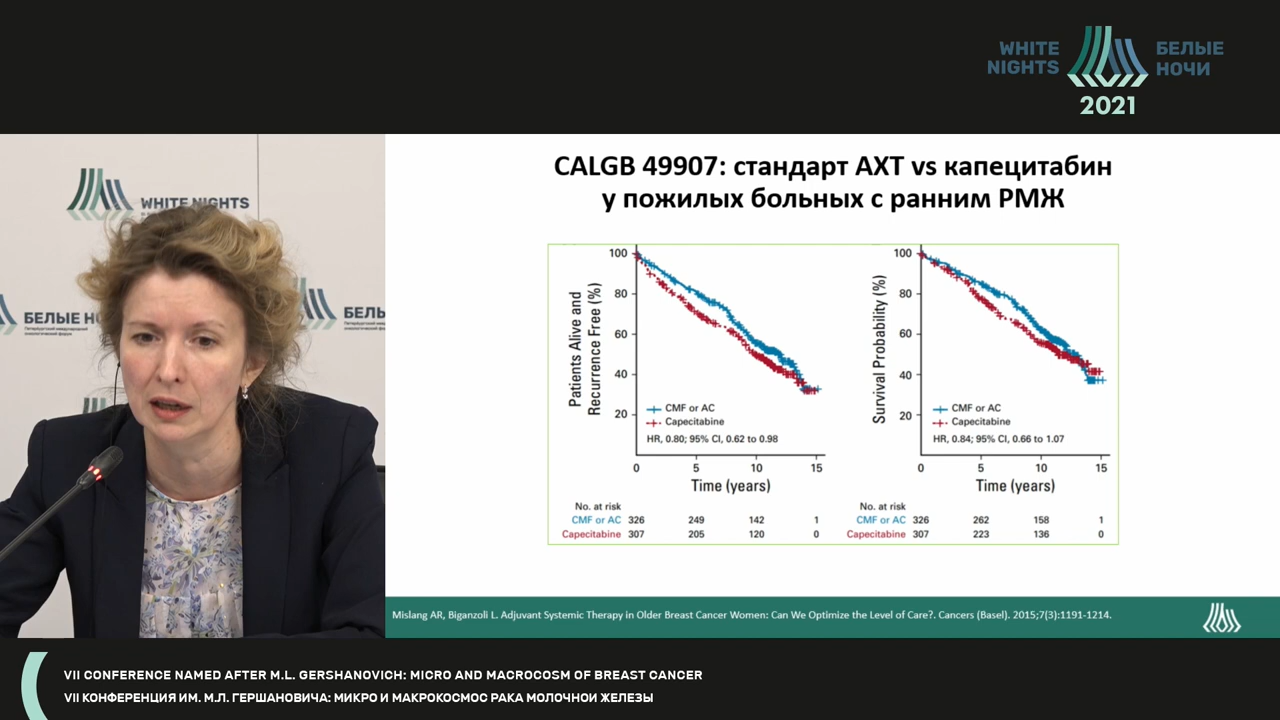 WHITE
NIGHTS
БЕЛЫЕ
НОЧИ
2021
WHITE NIGHTS
БЕЛЫЕ НО
БЕЛЫ
CALGB 49907: стандарт АХТ vs капецитабин
у пожилых больных с ранним РМЖ
Patients Alive and
Recurrence Free (%)
100
80
60
40
20
CMF or AC
Capecitabine
HR, 0.80; 95% CI, 0.62 to 0.98
0 5 10 15
Time (years)
No. at risk
CMF or AC 326 249 142 1
Capecitabine 307 205 120 0
Survival Probability (%)
100
80
60
40
20
CMF or AC
Capecitabine
HR, 0.84; 95% CI, 0.66 to 1.07
0 5 10 15
Time (years)
No. at risk
CMF or AC 326 262 158 1
Capecitabine 307 223 136 0
Mislang AR, Biganzoli L. Adjuvant Systemic Therapy in Older Breast Cancer Women: Can We Optimize the Level of Care?. Cancers (Basel). 2015;7(3):1191-1214.
VII CONFERENCE NAMED AFTER M.L. GERSHANOVICH: MICRO AND MACROCOSM OF BREAST CANCER
VII КОНФЕРЕНЦИЯ ИМ. М.Л. ГЕРШАНОВИЧА: МИКРО И МАКРОКОСМОС РАКА МОЛОЧНОЙ ЖЕЛЕЗЫ